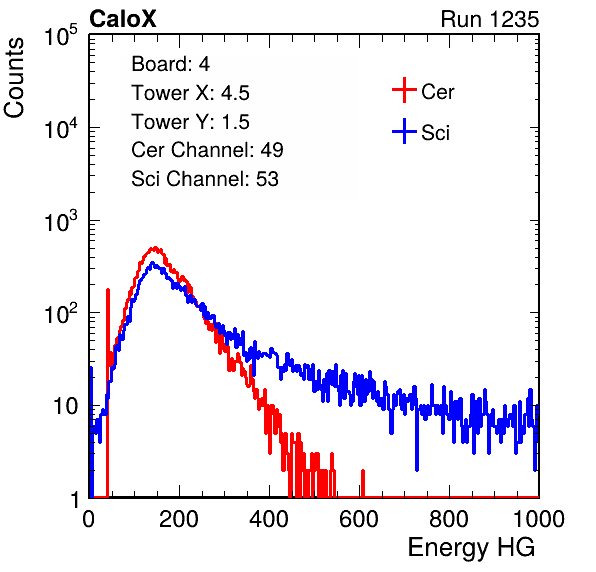 CaloX Run 1235
Counts
Board: 4
Tower X: 4.5
Tower Y: 1.5
Cer Channel: 49
Sci Channel: 53
Cer
Sci
10^5
10^4
10^3
10^2
10
1
0 200 400 600 800 1000
Energy HG